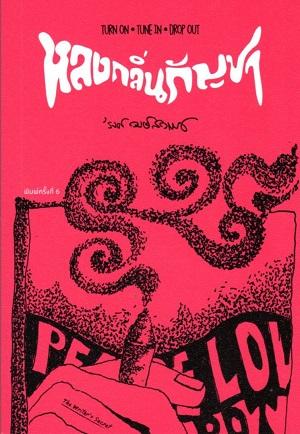 TURN ON • TUNE IN • DROP OUT
หลงกลิ่นกัญชา
'รงค์ วงษ์สวรรค์
พิมพ์ครั้งที่ 6
PE
LOV
The Writer's Secret